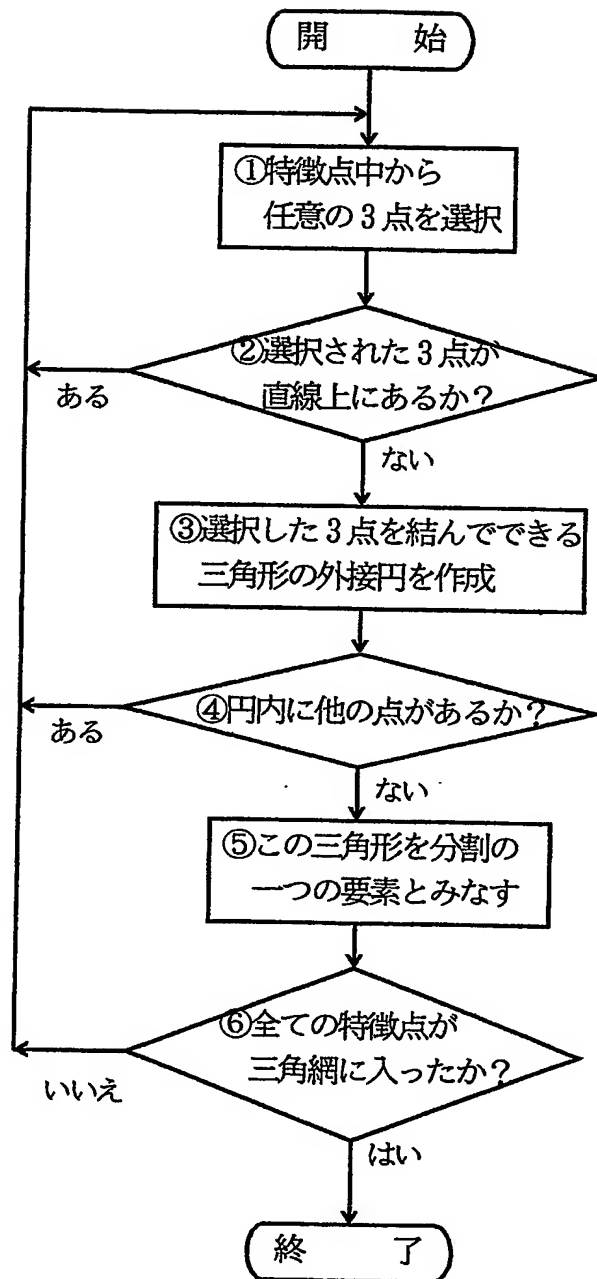 開　始
①特徴点中から
任意の3点を選択
②選択された3点が
直線上にあるか?
ある
ない
③選択した3点を結んでできる
三角形の外接円を作成
④円内に他の点があるか?
ある
ない
⑤この三角形を分割の
一つの要素とみなす
⑥全ての特徴点が
三角網に入ったか?
いいえ
はい
終　了